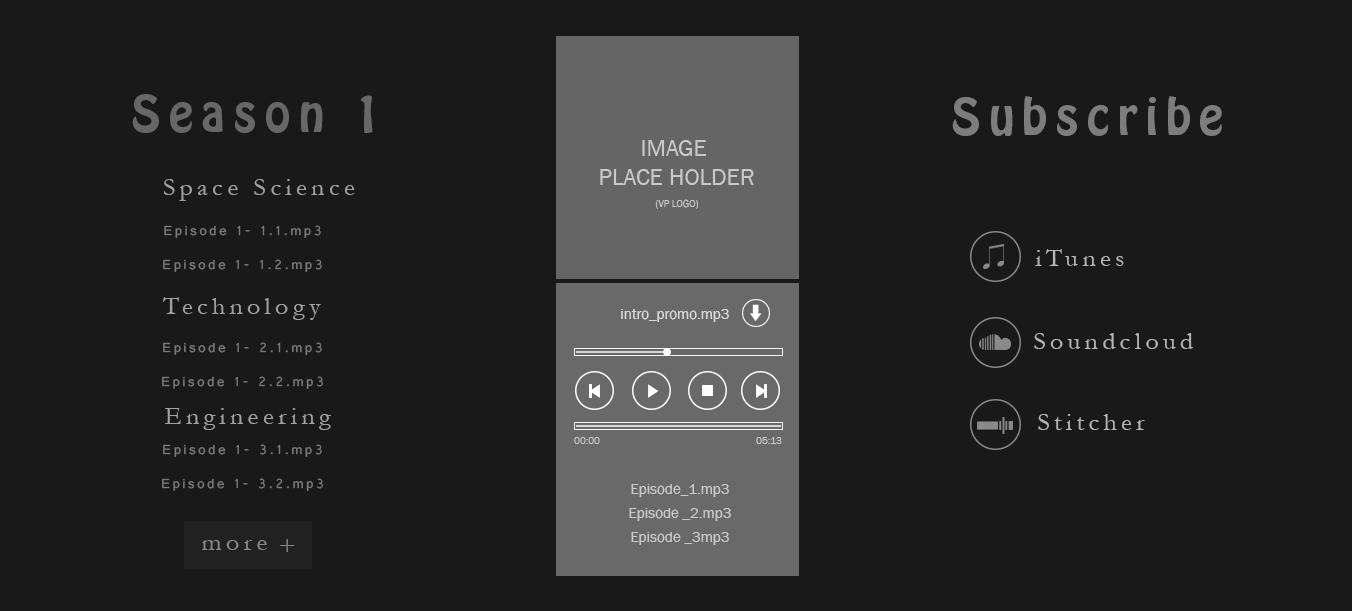 Season 1
Space Science
Episode 1- 1.1.mp3
Episode 1- 1.2.mp3
Technology
Episode 1- 2.1.mp3
Episode 1- 2.2.mp3
Engineering
Episode 1- 3.1.mp3
Episode 1- 3.2.mp3
more +
IMAGE
PLACE HOLDER
(VP LOGO)
intro_promo.mp3
00:00 05:13
Episode_1.mp3
Episode _2.mp3
Episode _3mp3
Subscribe
iTunes
Soundcloud
Stitcher